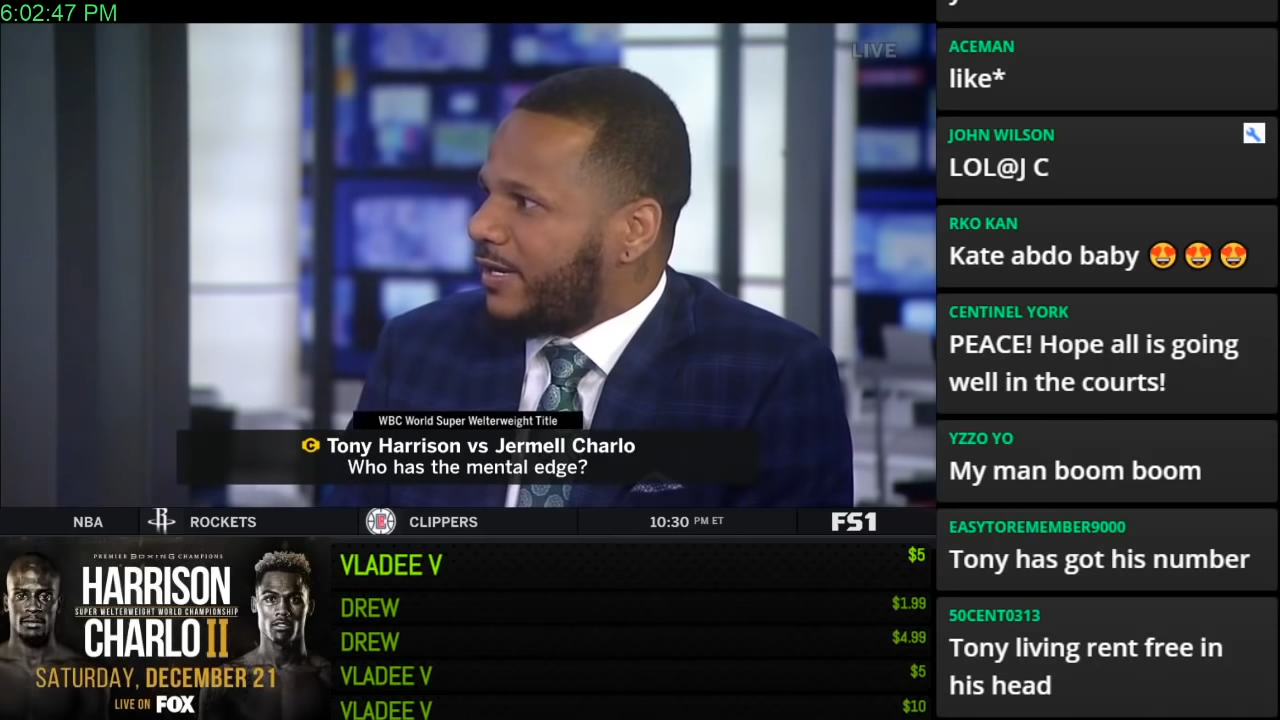 6:02:47 PM
LIVE
WBC World Super Welterweight Title
C Tony Harrison vs Jermell Charlo
Who has the mental edge?
NBA
ROCKETS
CLIPPERS
10:30 PM ET
FS1
PREMIER BOXING CHAMPIONS
HARRISON
SUPER WELTERWEIGHT WORLD CHAMPIONSHIP
CHARLO II
SATURDAY, DECEMBER 21
LIVE ON FOX
VLADEE V $5
DREW $1.99
DREW $4.99
VLADEE V $5
VLADEE V $10
ACEMAN
like*
JOHN WILSON
LOL@J C
RKO KAN
Kate abdo baby 😍 😍 😍
CENTINEL YORK
PEACE! Hope all is going
well in the courts!
YZZO YO
My man boom boom
EASYTOREMEMBER9000
Tony has got his number
50CENT0313
Tony living rent free in
his head